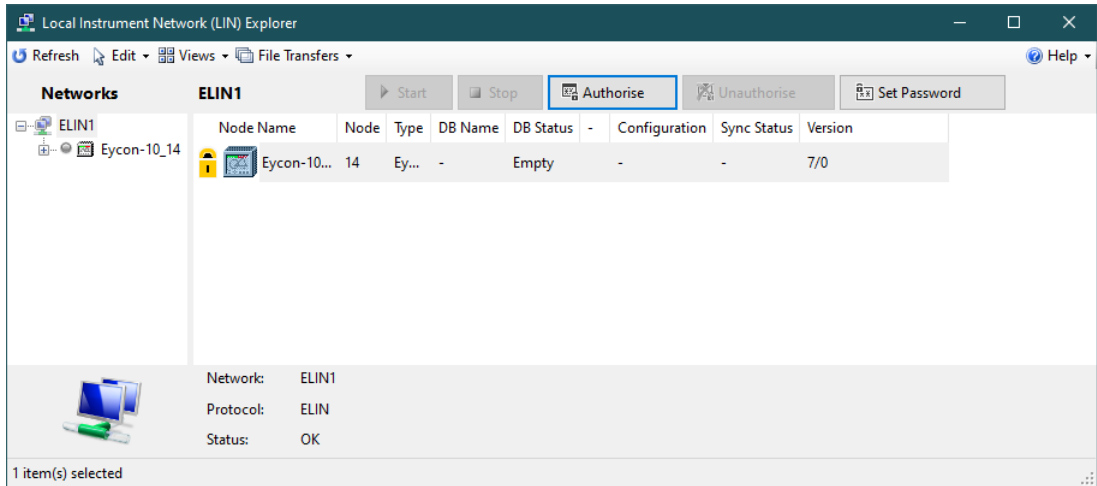 Local Instrument Network (LIN) Explorer
Refresh Edit Views File Transfers Help
Networks ELIN1 Start Stop Authorise Unauthorise Set Password
ELIN1 Node Name Node Type DB Name DB Status - Configuration Sync Status Version
Eycon-10_14 Eycon-10... 14 Ey... - Empty - - 7/0
Network: ELIN1
Protocol: ELIN
Status: OK
1 item(s) selected